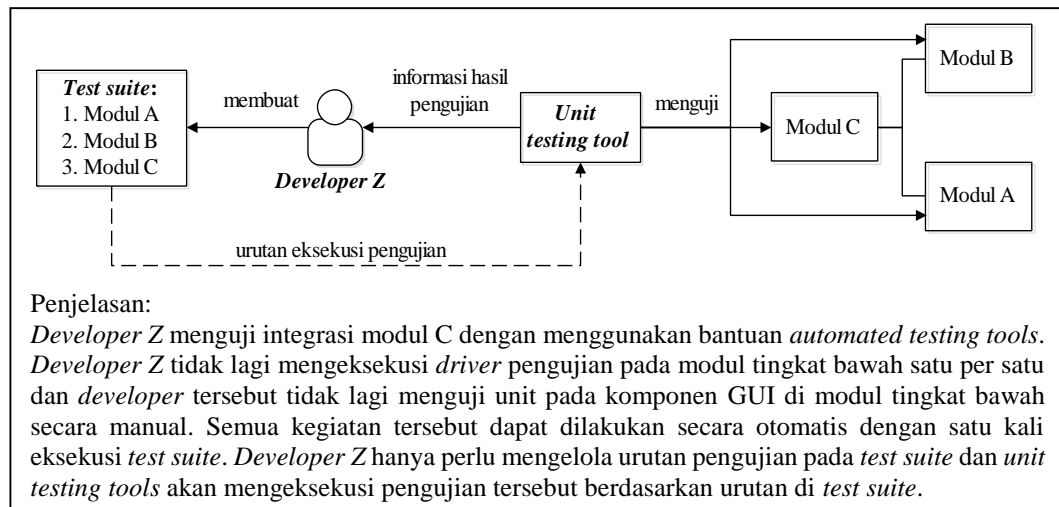 Test suite:
1. Modul A
2. Modul B
3. Modul C
membuat
Developer Z
informasi hasil
pengujian
Unit
testing tool
menguji
Modul B
Modul C
Modul A
urutan eksekusi pengujian
Penjelasan:
Developer Z menguji integrasi modul C dengan menggunakan bantuan automated testing tools.
Developer Z tidak lagi mengeksekusi driver pengujian pada modul tingkat bawah satu per satu
dan developer tersebut tidak lagi menguji unit pada komponen GUI di modul tingkat bawah
secara manual. Semua kegiatan tersebut dapat dilakukan secara otomatis dengan satu kali
eksekusi test suite. Developer Z hanya perlu mengelola urutan pengujian pada test suite dan unit
testing tools akan mengeksekusi pengujian tersebut berdasarkan urutan di test suite.